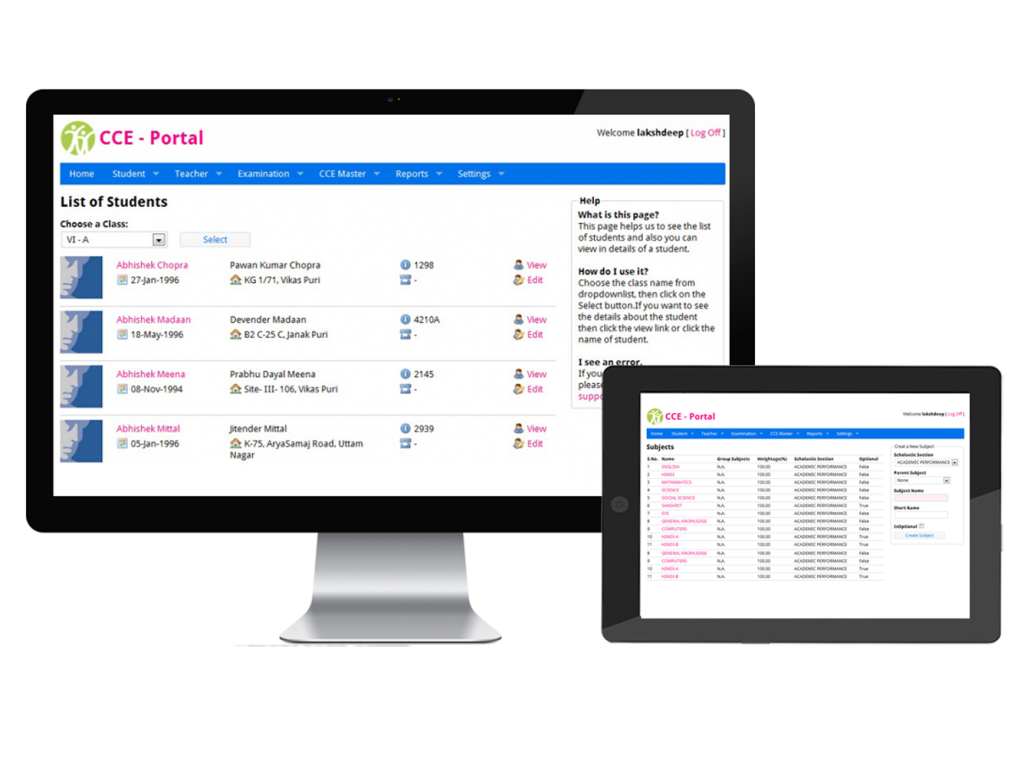 CCE - Portal
Welcome lakshdeep [ Log Off ]
Home Student Teacher Examination CCE Master Reports Settings
List of Students
Choose a Class:
VI - A Select
Abhishek Chopra Pawan Kumar Chopra 1298 View
27-Jan-1996 KG 1/71, Vikas Puri - Edit
Abhishek Madaan Devender Madaan 4210A View
18-May-1996 B2 C-25 C, Janak Puri - Edit
Abhishek Meena Prabhu Dayal Meena 2145 View
08-Nov-1994 Site- III- 106, Vikas Puri - Edit
Abhishek Mittal Jitender Mittal 2939 View
05-Jan-1996 K-75, AryaSamaj Road, Uttam - Edit
Nagar
Help
What is this page?
This page helps us to see the list
of students and also you can
view in details of a student.
How do I use it?
Choose the class name from
dropdownlist, then click on the
Select button.If you want to see
the details about the student
then click the view link or click the
name of student.
I see an error.
If you
please
CCE - Portal
Welcome lakshdeep [ Log Off ]
Home Student Teacher Examination CCE Master Reports Settings
Subjects
S.No. Name Group Subjects Weightage(%) Scholastic Section Optional
1 ENGLISH N.A. 100.00 ACADEMIC PERFORMANCE False
2 HINDI N.A. 100.00 ACADEMIC PERFORMANCE False
3 MATHEMATICS N.A. 100.00 ACADEMIC PERFORMANCE False
4 SCIENCE N.A. 100.00 ACADEMIC PERFORMANCE False
5 SOCIAL SCIENCE N.A. 100.00 ACADEMIC PERFORMANCE False
6 SANSKRIT N.A. 100.00 ACADEMIC PERFORMANCE True
7 EVS N.A. 100.00 ACADEMIC PERFORMANCE False
8 GENERAL KNOWLEDGE N.A. 100.00 ACADEMIC PERFORMANCE False
9 COMPUTERS N.A. 100.00 ACADEMIC PERFORMANCE False
10 HINDI A N.A. 100.00 ACADEMIC PERFORMANCE True
11 HINDI B N.A. 100.00 ACADEMIC PERFORMANCE True
8 GENERAL KNOWLEDGE N.A. 100.00 ACADEMIC PERFORMANCE False
9 COMPUTERS N.A. 100.00 ACADEMIC PERFORMANCE False
10 HINDI A N.A. 100.00 ACADEMIC PERFORMANCE True
11 HINDI B N.A. 100.00 ACADEMIC PERFORMANCE True
Create a New Subject
Scholastic Section
ACADEMIC PERFORMANCE
Parent Subject
None
Subject Name
Short Name
IsOptional
Create Subject